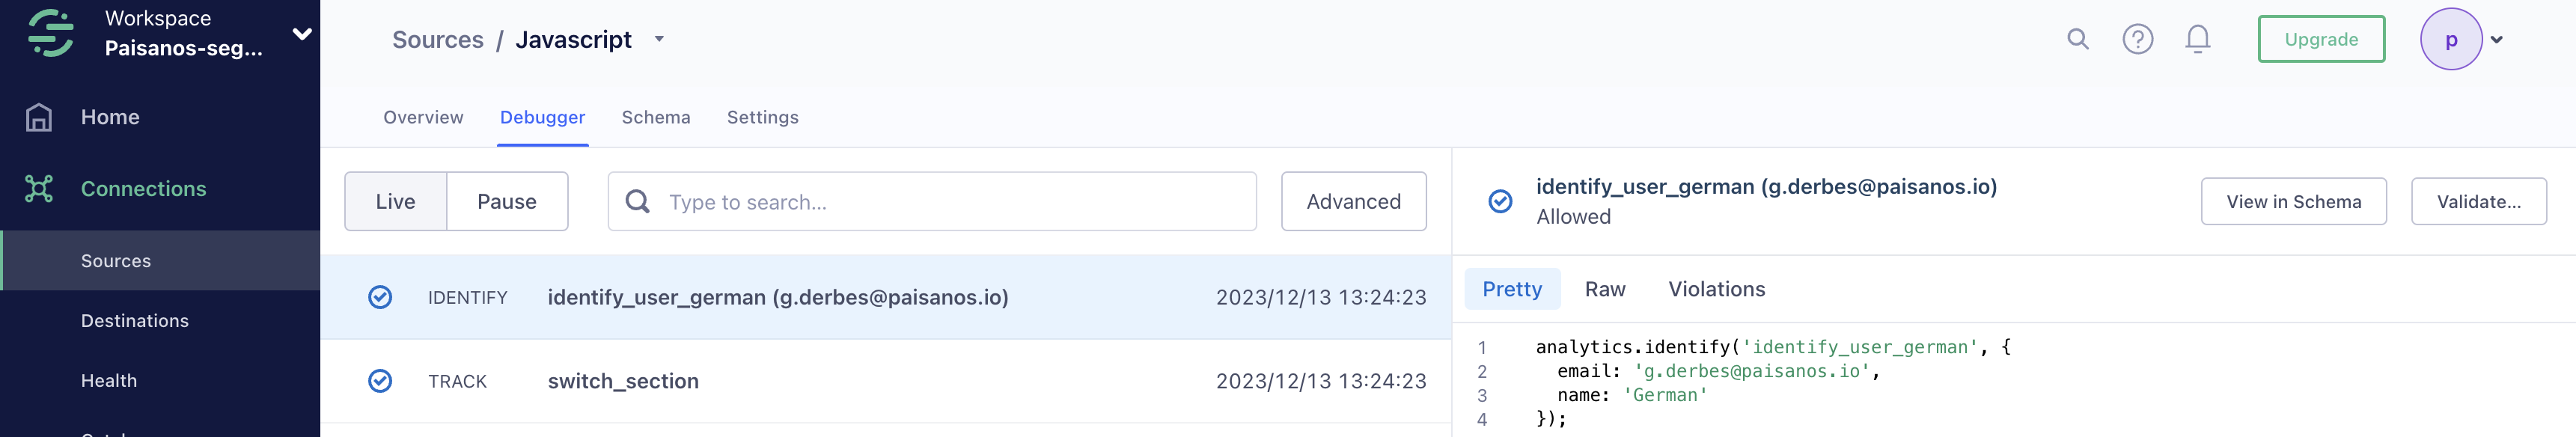 Workspace
Paisanos-seg...
Home
Connections
Sources
Destinations
Health
Sources / Javascript
Upgrade
p
Overview Debugger Schema Settings
Live Pause Type to search... Advanced
IDENTIFY identify_user_german (g.derbes@paisanos.io) 2023/12/13 13:24:23
TRACK switch_section 2023/12/13 13:24:23
identify_user_german (g.derbes@paisanos.io)
Allowed
View in Schema Validate...
Pretty Raw Violations
1 analytics.identify('identify_user_german', {
2 email: 'g.derbes@paisanos.io',
3 name: 'German'
4 });